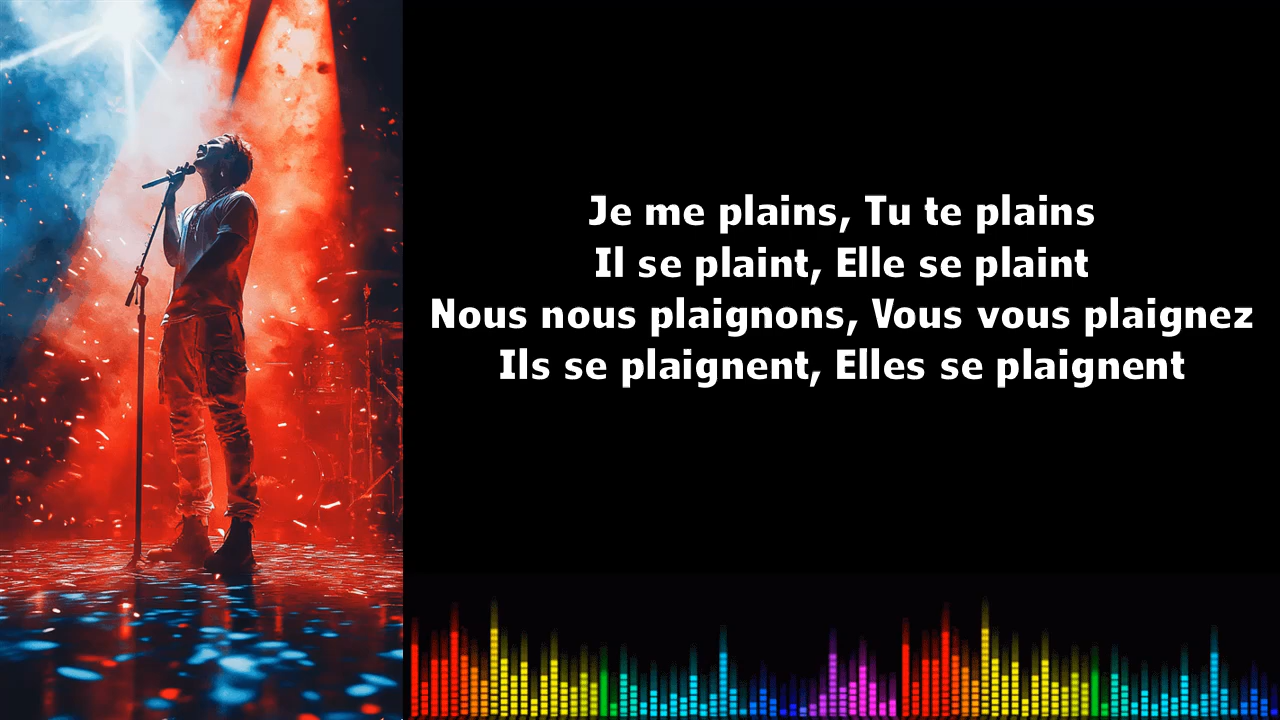 Je me plains, Tu te plains
Il se plaint, Elle se plaint
Nous nous plaignons, Vous vous plaignez
Ils se plaignent, Elles se plaignent